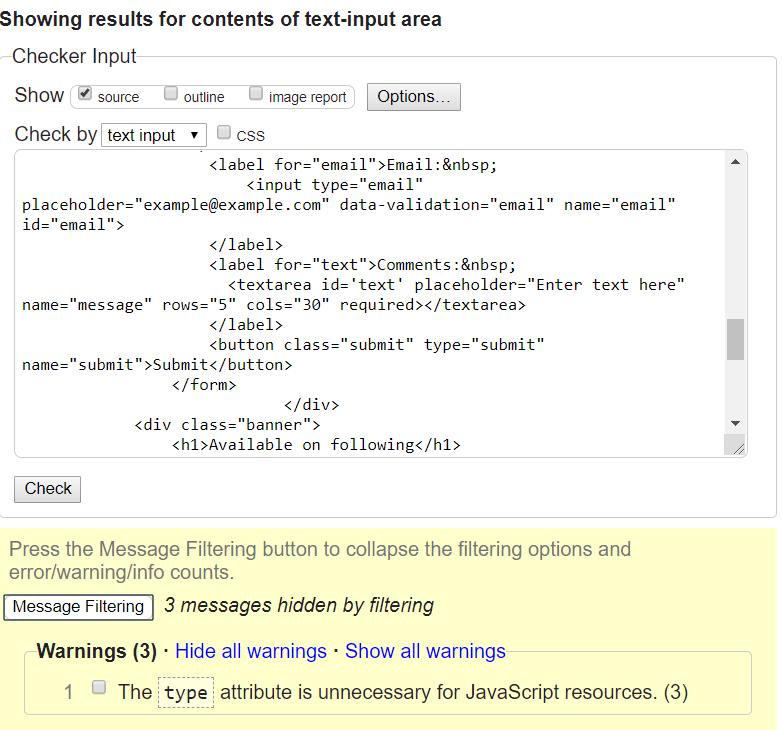 Showing results for contents of text-input area
Checker Input
Show source outline image report Options...
Check by text input CSS
<label for="email">Email:&nbsp;
<input type="email"
placeholder="example@example.com" data-validation="email" name="email"
id="email">
</label>
<label for="text">Comments:&nbsp;
<textarea id='text' placeholder="Enter text here"
name="message" rows="5" cols="30" required></textarea>
</label>
<button class="submit" type="submit"
name="submit">Submit</button>
</form>
</div>
<div class="banner">
<h1>Available on following</h1>
Check
Press the Message Filtering button to collapse the filtering options and
error/warning/info counts.
Message Filtering 3 messages hidden by filtering
Warnings (3) · Hide all warnings · Show all warnings
1 The type attribute is unnecessary for JavaScript resources. (3)